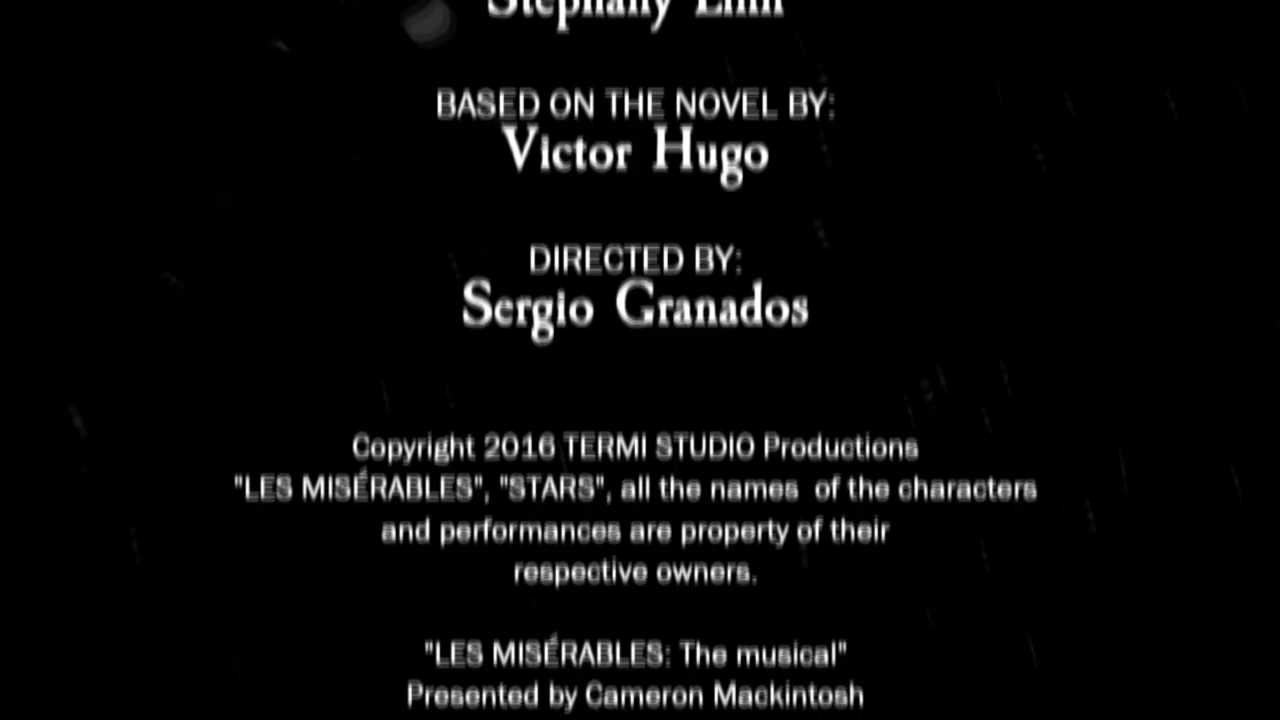 BASED ON THE NOVEL BY:
Victor Hugo
DIRECTED BY:
Sergio Granados
Copyright 2016 TERMI STUDIO Productions
"LES MISÉRABLES", "STARS", all the names of the characters
and performances are property of their
respective owners.
"LES MISÉRABLES: The musical"
Presented by Cameron Mackintosh